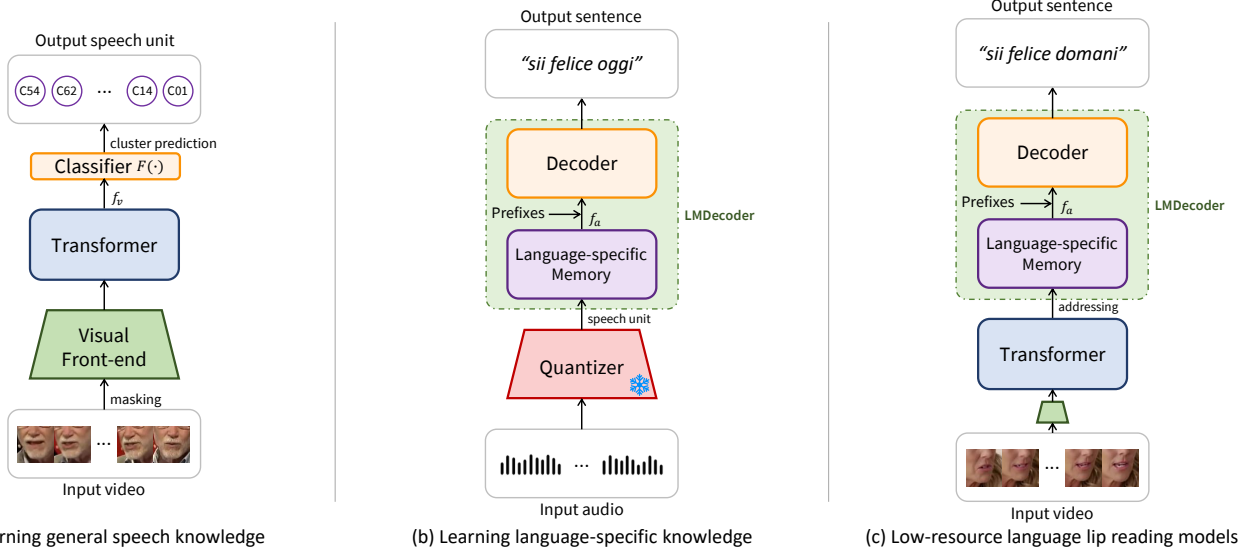 Output speech unit
C54 C62 ... C14 C01
cluster prediction
Classifier F(·)
f_v
Transformer
Visual
Front-end
masking
...
Input video
rning general speech knowledge
Output sentence
"sii felice oggi"
Decoder
Prefixes
f_a
LMDecoder
Language-specific
Memory
speech unit
Quantizer
...
Input audio
(b) Learning language-specific knowledge
Output sentence
"sii felice domani"
Decoder
Prefixes
f_a
LMDecoder
Language-specific
Memory
addressing
Transformer
...
Input video
(c) Low-resource language lip reading models